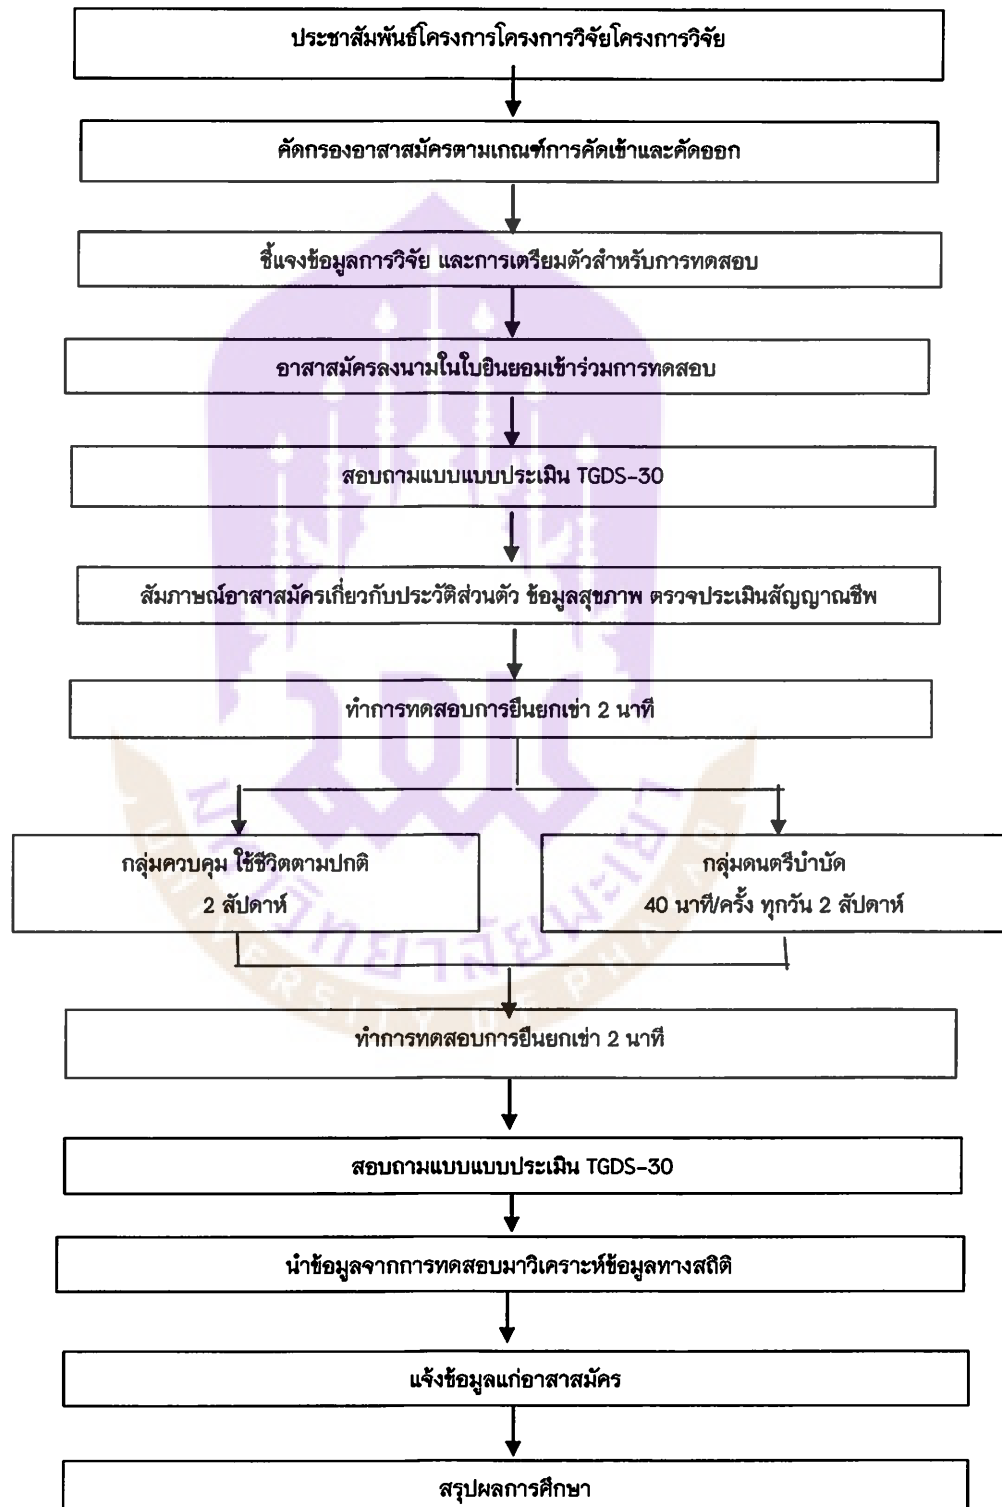 ประชาสัมพันธ์โครงการโครงการวิจัยโครงการวิจัย
คัดกรองอาสาสมัครตามเกณฑ์การคัดเข้าและคัดออก
ชี้แจงข้อมูลการวิจัย และการเตรียมตัวสำหรับการทดสอบ
อาสาสมัครลงนามในใบยินยอมเข้าร่วมการทดสอบ
สอบถามแบบแบบประเมิน TGDS-30
สัมภาษณ์อาสาสมัครเกี่ยวกับประวัติส่วนตัว ข้อมูลสุขภาพ ตรวจประเมินสัญญาณชีพ
ทำการทดสอบการยืนยกเข่า 2 นาที
กลุ่มควบคุม ใช้ชีวิตตามปกติ
2 สัปดาห์
กลุ่มดนตรีบำบัด
40 นาที/ครั้ง ทุกวัน 2 สัปดาห์
มหาวิทยาลัยพะเยา
UNIVERSITY OF PHAYAO
ทำการทดสอบการยืนยกเข่า 2 นาที
สอบถามแบบแบบประเมิน TGDS-30
นำข้อมูลจากการทดสอบมาวิเคราะห์ข้อมูลทางสถิติ
แจ้งข้อมูลแก่อาสาสมัคร
สรุปผลการศึกษา